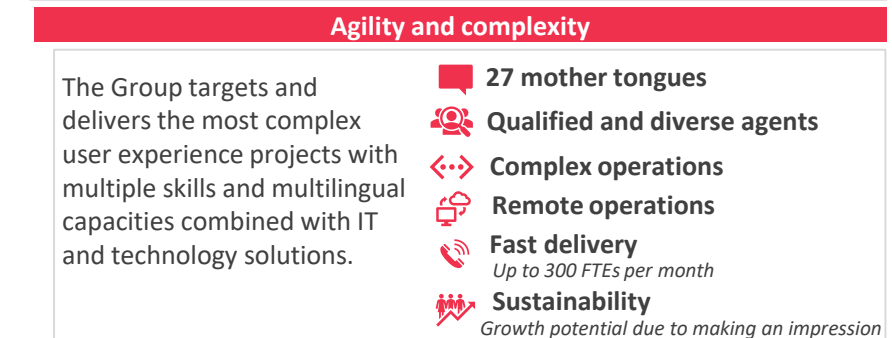 Agility and complexity
The Group targets and
delivers the most complex
user experience projects with
multiple skills and multilingual
capacities combined with IT
and technology solutions.
27 mother tongues
Qualified and diverse agents
Complex operations
Remote operations
Fast delivery
Up to 300 FTEs per month
Sustainability
Growth potential due to making an impression